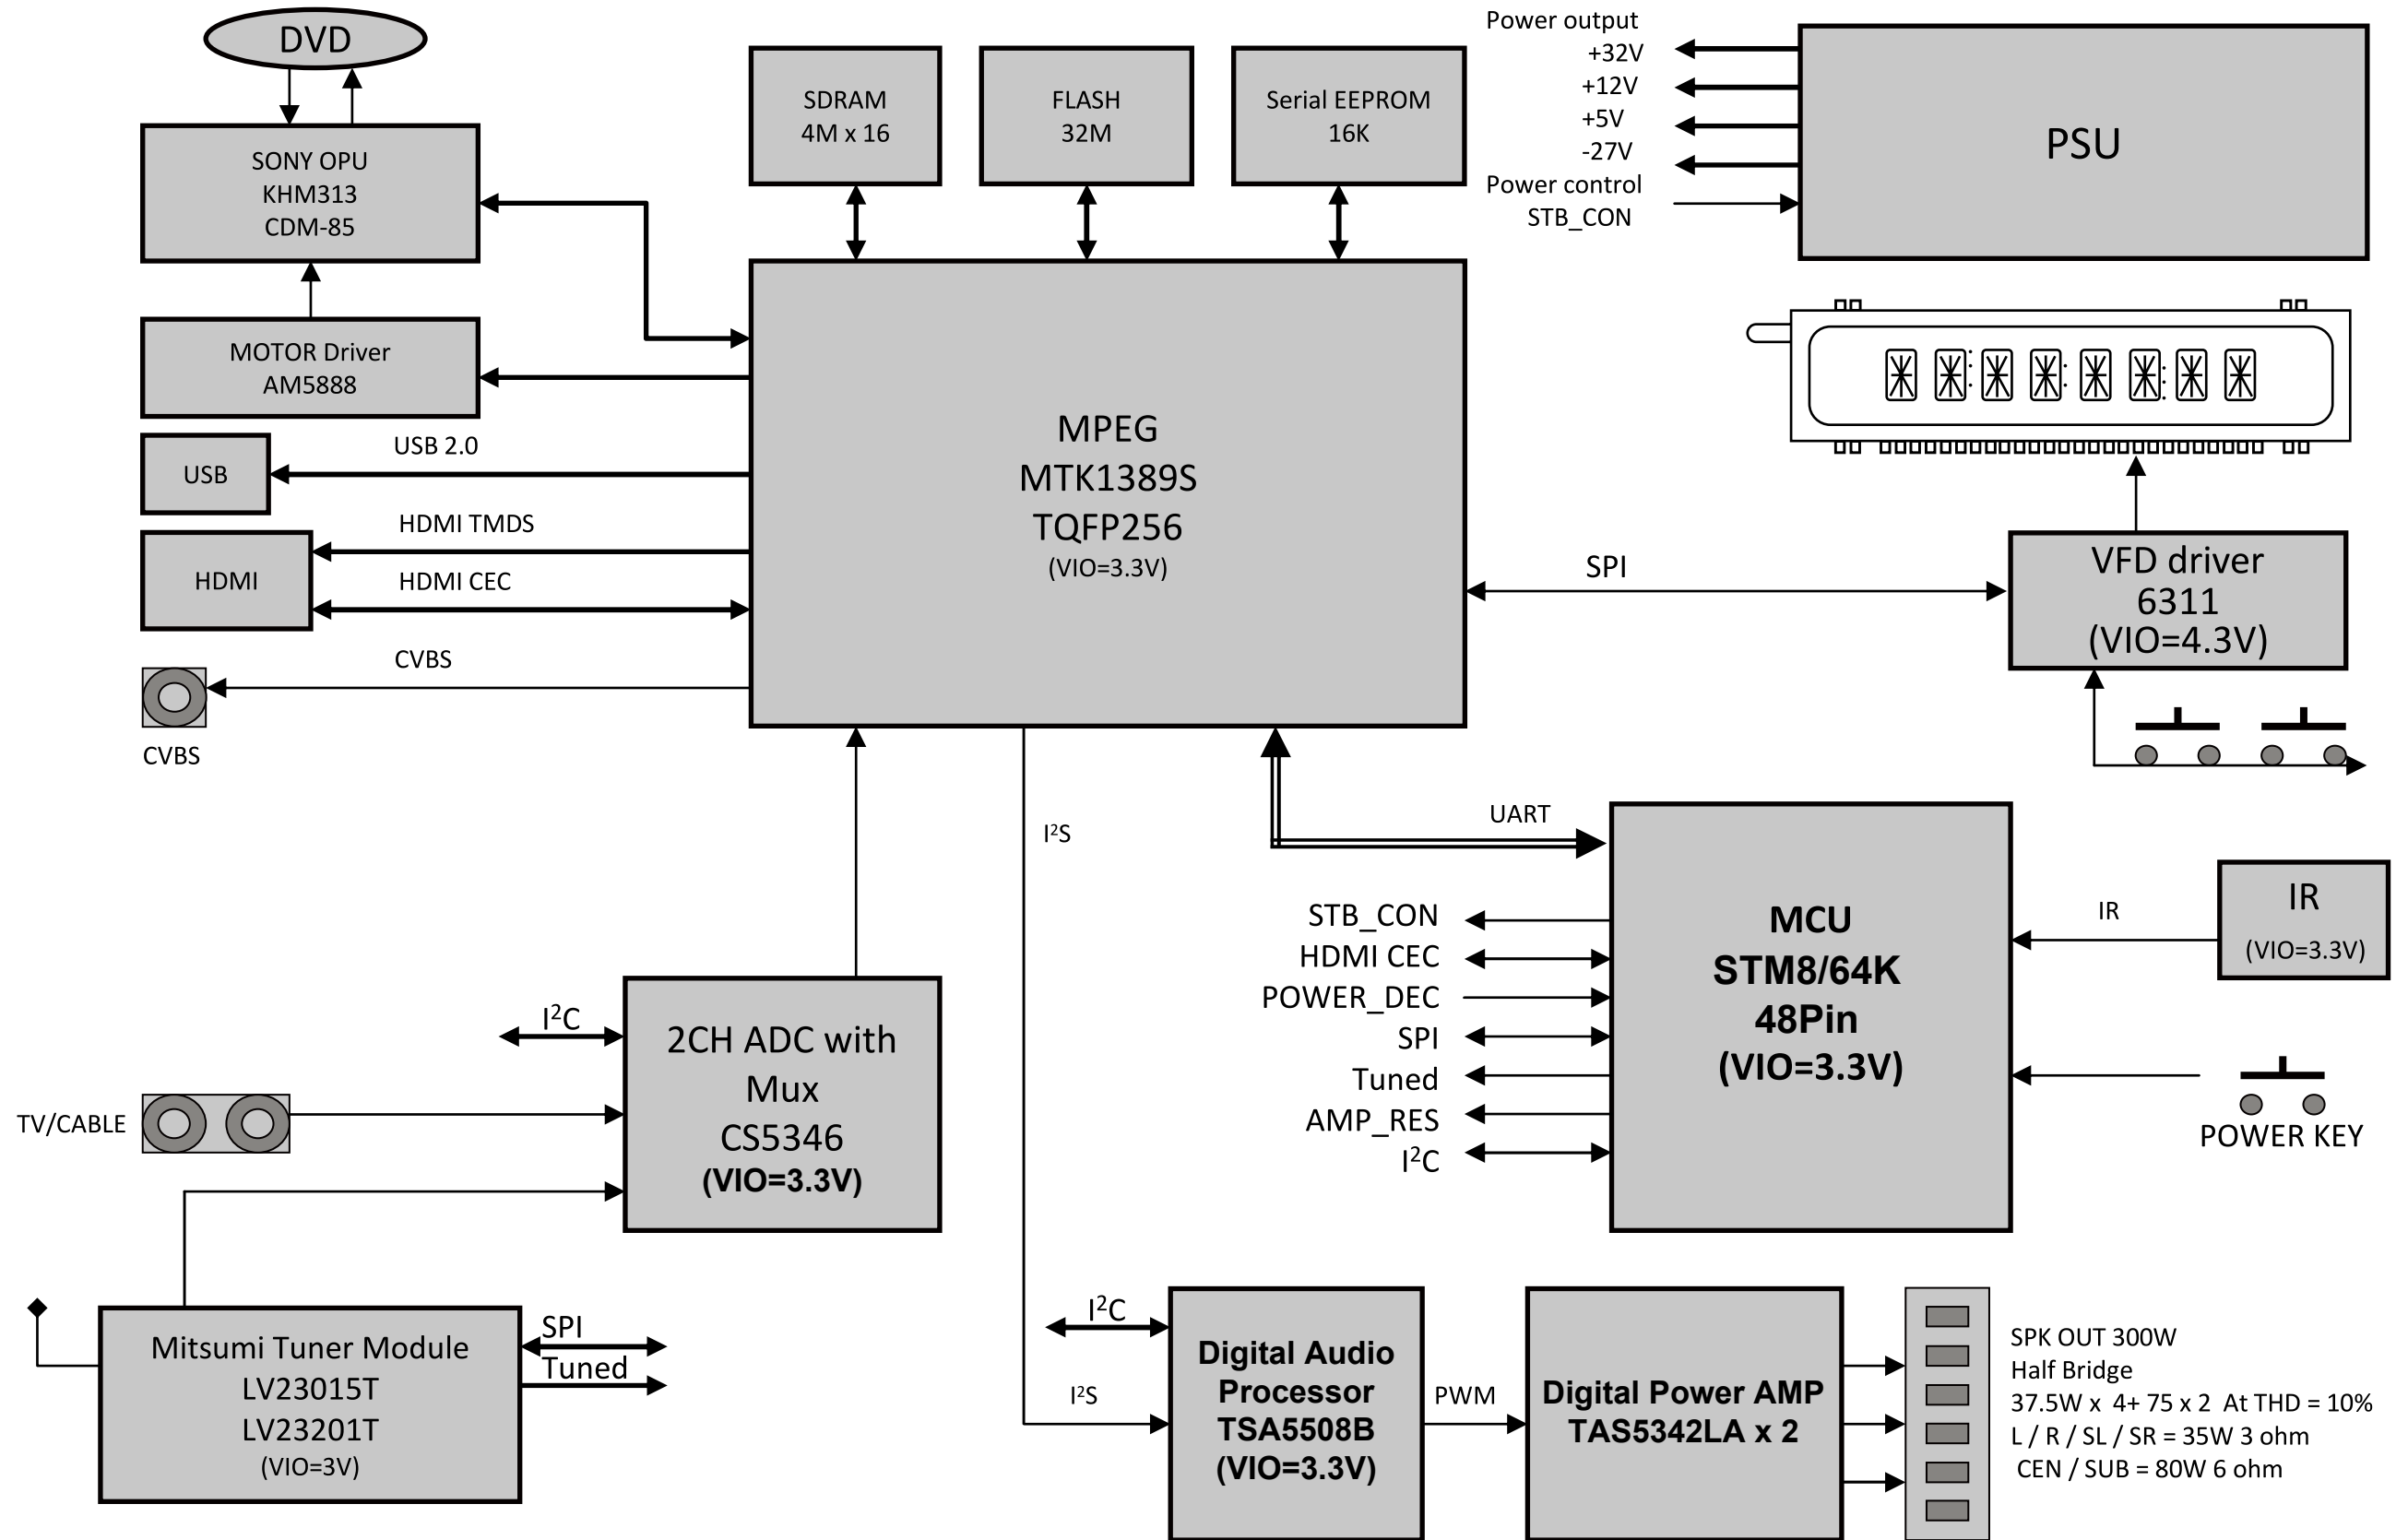 DVD
SONY OPU
KHM313
CDM-85
MOTOR Driver
AM5888
USB
USB 2.0
HDMI
HDMI TMDS
HDMI CEC
CVBS
CVBS
SDRAM
4M x 16
FLASH
32M
Serial EEPROM
16K
Power output
+32V
+12V
+5V
-27V
Power control
STB_CON
PSU
MPEG
MTK1389S
TQFP256
(VIO=3.3V)
SPI
VFD driver
6311
(VIO=4.3V)
I²S
UART
STB_CON
HDMI CEC
POWER_DEC
SPI
Tuned
AMP_RES
I²C
MCU
STM8/64K
48Pin
(VIO=3.3V)
IR
IR
(VIO=3.3V)
POWER KEY
I²C
2CH ADC with
Mux
CS5346
(VIO=3.3V)
TV/CABLE
Mitsumi Tuner Module
LV23015T
LV23201T
(VIO=3V)
SPI
Tuned
I²C
I²S
Digital Audio
Processor
TSA5508B
(VIO=3.3V)
PWM
Digital Power AMP
TAS5342LA x 2
SPK OUT 300W
Half Bridge
37.5W x 4+ 75 x 2 At THD = 10%
L / R / SL / SR = 35W 3 ohm
CEN / SUB = 80W 6 ohm